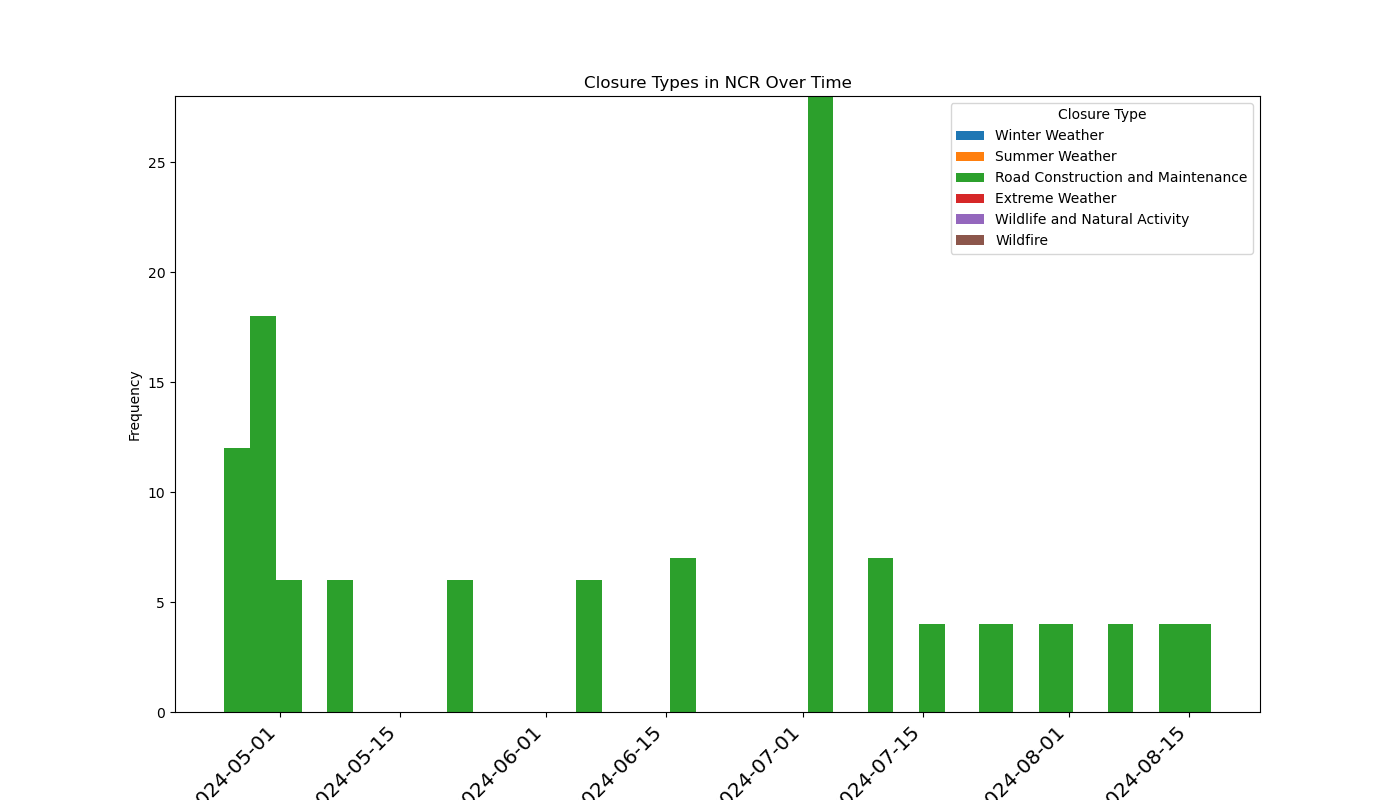 Closure Types in NCR Over Time
Closure Type
Winter Weather
Summer Weather
Road Construction and Maintenance
Extreme Weather
Wildlife and Natural Activity
Wildfire
Frequency
25
20
15
10
5
0
024-05-01
024-05-15
024-06-01
024-06-15
024-07-01
024-07-15
024-08-01
024-08-15